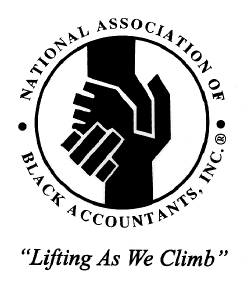 • NATIONAL ASSOCIATION OF •
BLACK ACCOUNTANTS, INC.®
"Lifting As We Climb"